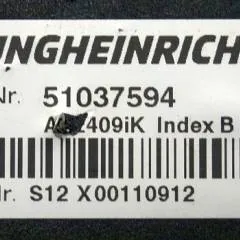 UNGHEINRICH
Nr. 51037594
409iK Index B
Nr. S12 X00110912